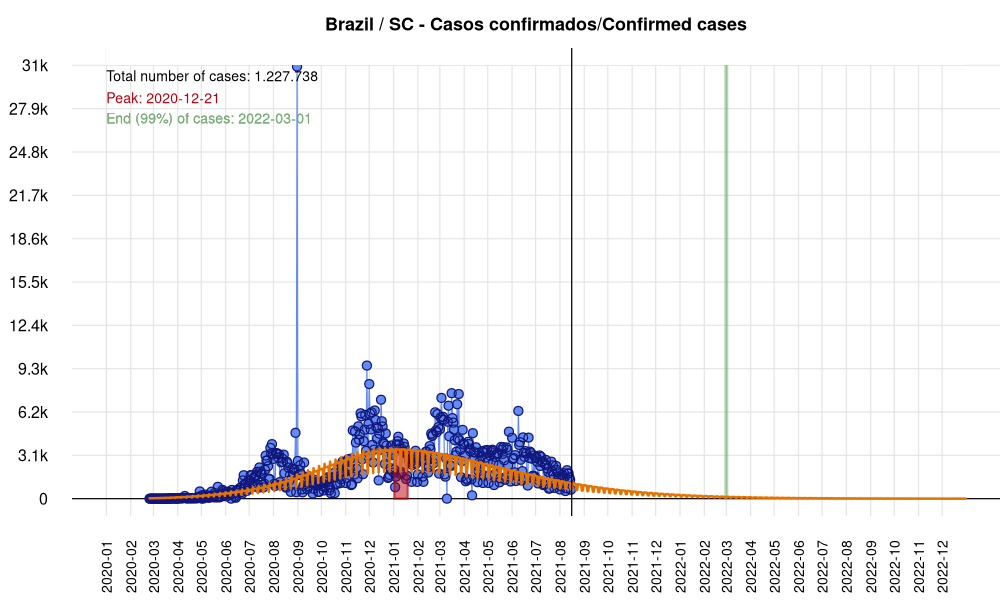 Brazil / SC - Casos confirmados/Confirmed cases
31k
Total number of cases: 1.227.738
Peak: 2020-12-21
27.9k
End (99%) of cases: 2022-03-01
24.8k
21.7k
18.6k
15.5k
12.4k
9.3k
6.2k
3.1k
0
2020-01
2020-02
2020-03
2020-04
2020-05
2020-06
2020-07
2020-08
2020-09
2020-10
2020-11
2020-12
2021-01
2021-02
2021-03
2021-04
2021-05
2021-06
2021-07
2021-08
2021-09
2021-10
2021-11
2021-12
2022-01
2022-02
2022-03
2022-04
2022-05
2022-06
2022-07
2022-08
2022-09
2022-10
2022-11
2022-12